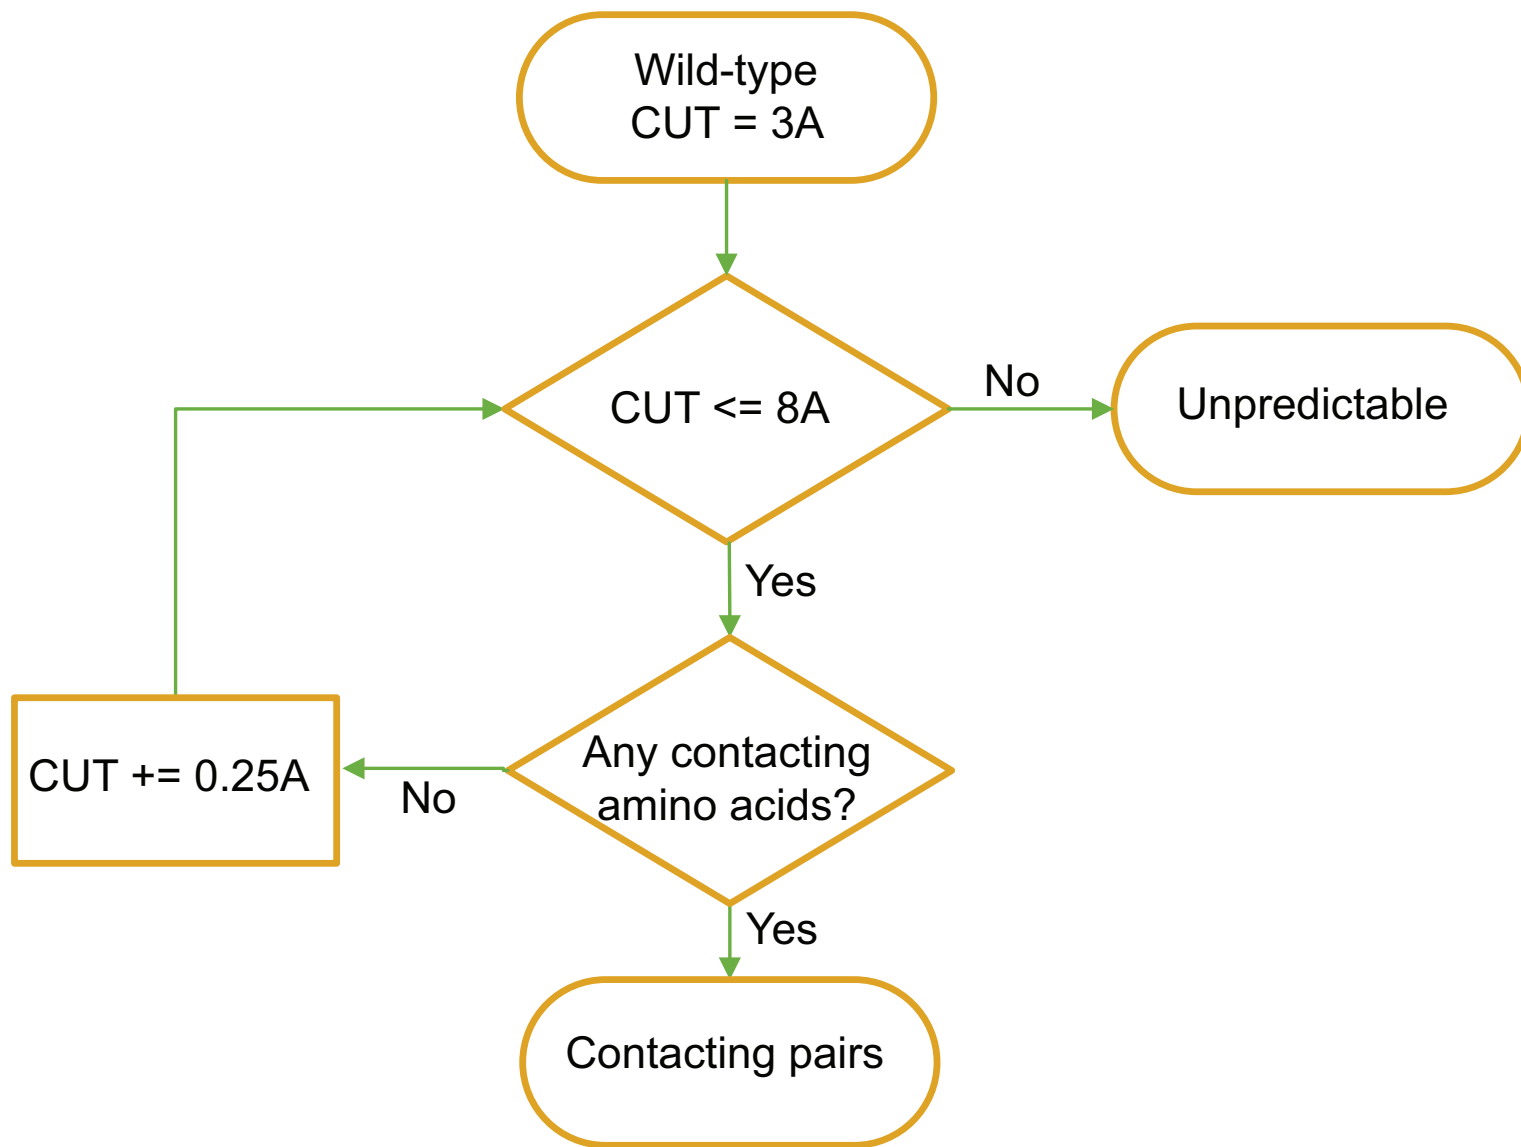 Wild-type
CUT = 3A
CUT <= 8A
No
Unpredictable
Yes
Any contacting
amino acids?
No
CUT += 0.25A
Yes
Contacting pairs